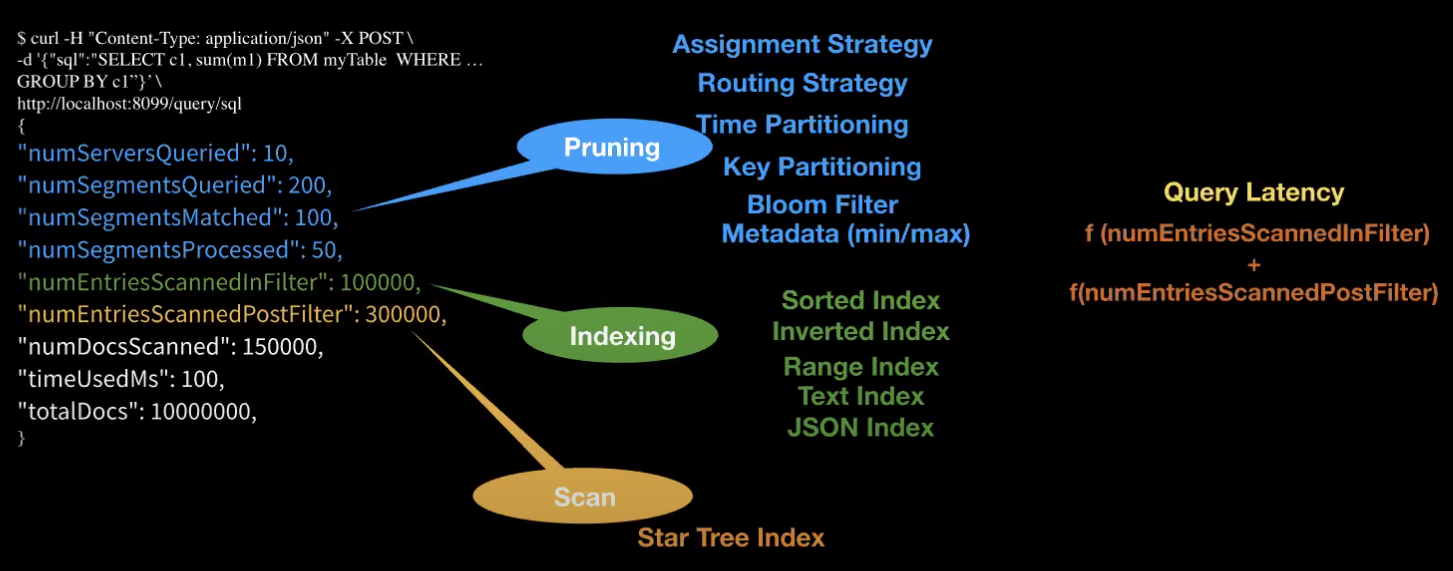 $ curl -H "Content-Type: application/json" -X POST \
-d '{"sql":"SELECT c1, sum(m1) FROM myTable  WHERE …
GROUP BY c1”}’ \
http://localhost:8099/query/sql
{
"numServersQueried": 10,
"numSegmentsQueried": 200,
"numSegmentsMatched": 100,
"numSegmentsProcessed": 50,
"numEntriesScannedInFilter": 100000,
"numEntriesScannedPostFilter": 300000,
"numDocsScanned": 150000,
"timeUsedMs": 100,
"totalDocs": 10000000,
}
Pruning
Assignment Strategy
Routing Strategy
Time Partitioning
Key Partitioning
Bloom Filter
Metadata (min/max)
Indexing
Sorted Index
Inverted Index
Range Index
Text Index
JSON Index
Scan
Star Tree Index
Query Latency
f (numEntriesScannedInFilter)
+
f(numEntriesScannedPostFilter)